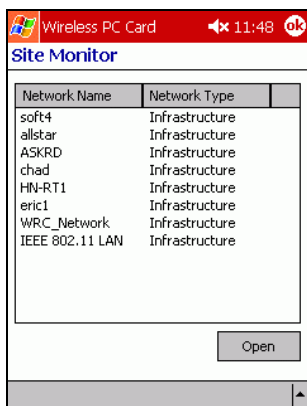 Wireless PC Card 11:48 ok
Site Monitor
Network Name Network Type
soft4 Infrastructure
allstar Infrastructure
ASKRD Infrastructure
chad Infrastructure
HN-RT1 Infrastructure
eric1 Infrastructure
WRC_Network Infrastructure
IEEE 802.11 LAN Infrastructure
Open